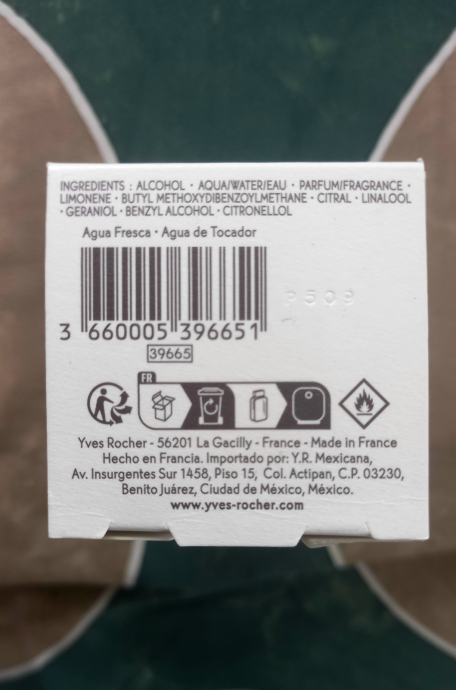 INGREDIENTS : ALCOHOL · AQUA/WATER/EAU · PARFUM/FRAGRANCE ·
LIMONENE · BUTYL METHOXYDIBENZOYLMETHANE · CITRAL · LINALOOL
· GERANIOL · BENZYL ALCOHOL · CITRONELLOL
Agua Fresca · Agua de Tocador
P509
3 660005 396651
39665
FR
Yves Rocher - 56201 La Gacilly - France - Made in France
Hecho en Francia. Importado por: Y.R. Mexicana,
Av. Insurgentes Sur 1458, Piso 15, Col. Actipan, C.P. 03230,
Benito Juárez, Ciudad de México, México.
www.yves-rocher.com